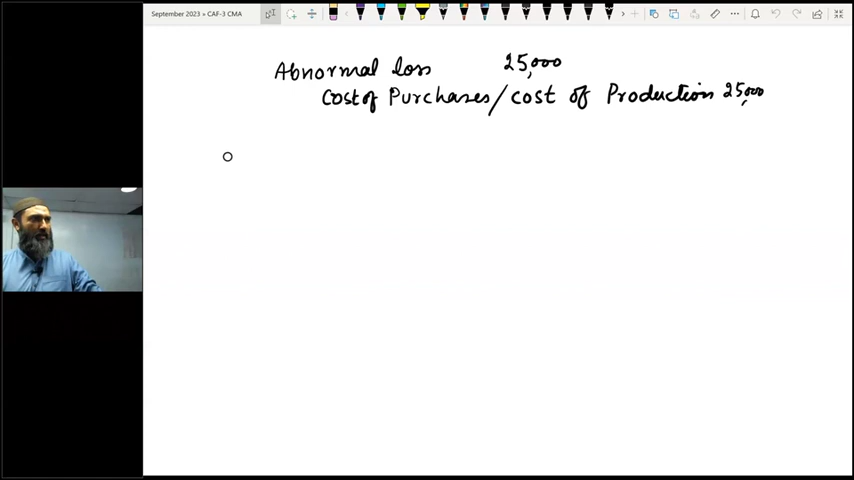 September 2023 » CAF-3 CMA
Abnormal loss 25,000
Cost of Purchases/cost of Production 25,000